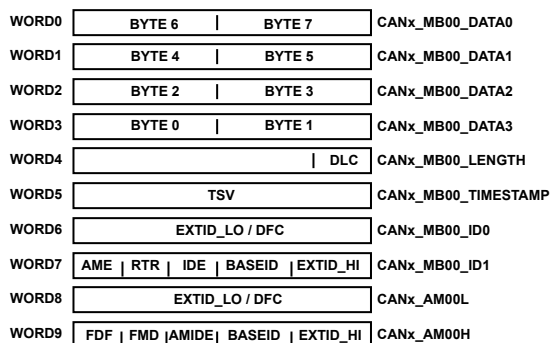 WORD0 BYTE 6 | BYTE 7 CANx_MB00_DATA0
WORD1 BYTE 4 | BYTE 5 CANx_MB00_DATA1
WORD2 BYTE 2 | BYTE 3 CANx_MB00_DATA2
WORD3 BYTE 0 | BYTE 1 CANx_MB00_DATA3
WORD4 | DLC CANx_MB00_LENGTH
WORD5 TSV CANx_MB00_TIMESTAMP
WORD6 EXTID_LO / DFC CANx_MB00_ID0
WORD7 AME | RTR | IDE | BASEID | EXTID_HI CANx_MB00_ID1
WORD8 EXTID_LO / DFC CANx_AM00L
WORD9 FDF | FMD |AMIDE| BASEID | EXTID_HI CANx_AM00H